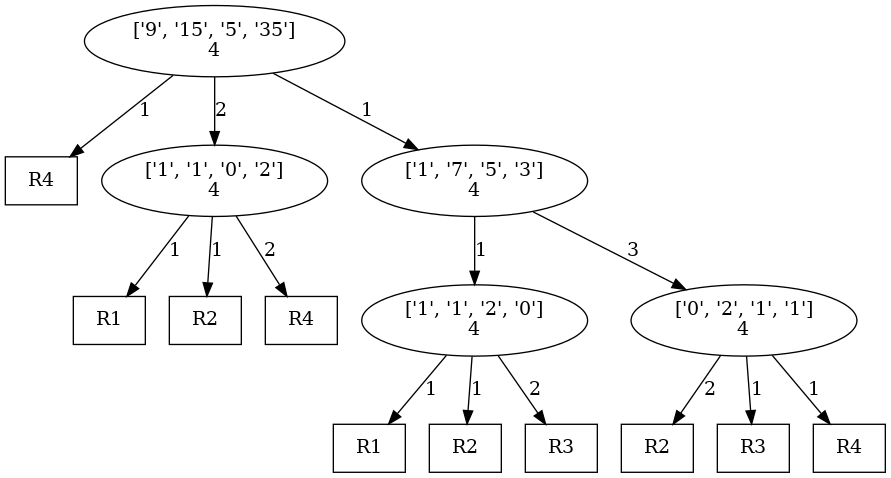 ['9', '15', '5', '35']
4
1
2
1
R4
['1', '1', '0', '2']
4
['1', '7', '5', '3']
4
1
1
2
1
3
R1
R2
R4
['1', '1', '2', '0']
4
['0', '2', '1', '1']
4
1
1
2
2
1
1
R1
R2
R3
R2
R3
R4